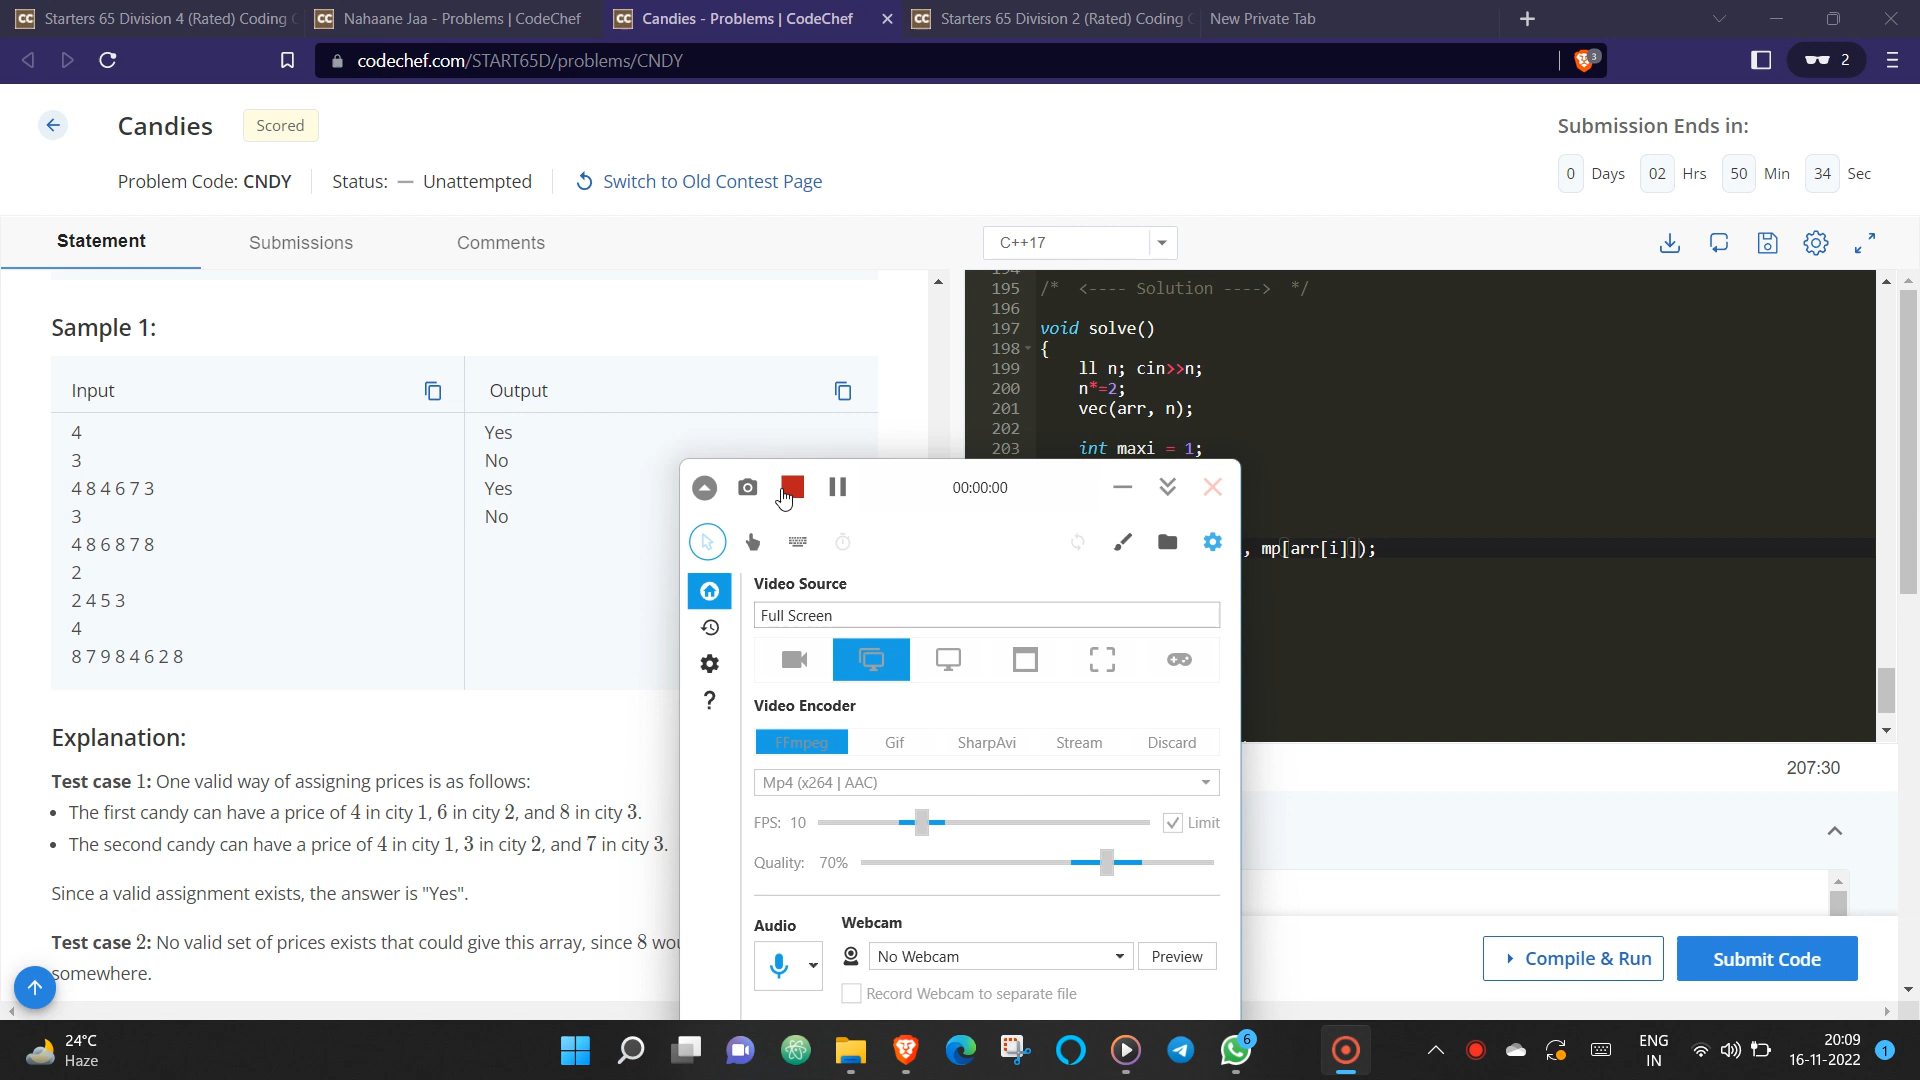 Starters 65 Division 4 (Rated) Coding
Nahaane Jaa - Problems | CodeChef
Candies - Problems | CodeChef
Starters 65 Division 2 (Rated) Coding
New Private Tab
codechef.com/START65D/problems/CNDY
3
2
Candies
Scored
Submission Ends in:
Problem Code: CNDY
Status: — Unattempted
Switch to Old Contest Page
0 Days 02 Hrs 50 Min 34 Sec
Statement
Submissions
Comments
C++17
Sample 1:
Input
Output
4
3
4 8 4 6 7 3
3
4 8 6 8 7 8
2
2 4 5 3
4
8 7 9 8 4 6 2 8
Yes
No
Yes
No
Explanation:
Test case 1: One valid way of assigning prices is as follows:
• The first candy can have a price of 4 in city 1, 6 in city 2, and 8 in city 3.
• The second candy can have a price of 4 in city 1, 3 in city 2, and 7 in city 3.
Since a valid assignment exists, the answer is "Yes".
Test case 2: No valid set of prices exists that could give this array, since 8 wou
somewhere.
194
195 /* <---- Solution ----> */
196
197 void solve()
198 {
199 ll n; cin>>n;
200 n*=2;
201 vec(arr, n);
202
203 int maxi = 1;
, mp[arr[i]]);
207:30
Compile & Run
Submit Code
00:00:00
Video Source
Full Screen
Video Encoder
FFmpeg
Gif
SharpAvi
Stream
Discard
Mp4 (x264 | AAC)
FPS: 10
Limit
Quality: 70%
Audio
Webcam
No Webcam
Preview
Record Webcam to separate file
24°C
Haze
6
ENG
IN
20:09
16-11-2022
1